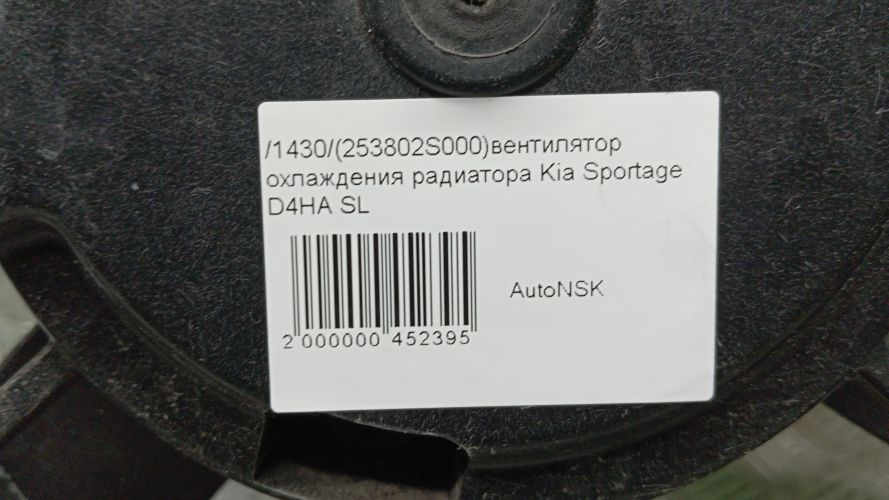 /1430/(253802S000)вентилятор
охлаждения радиатора Kia Sportage
D4HA SL
AutoNSK
2 000000 452395